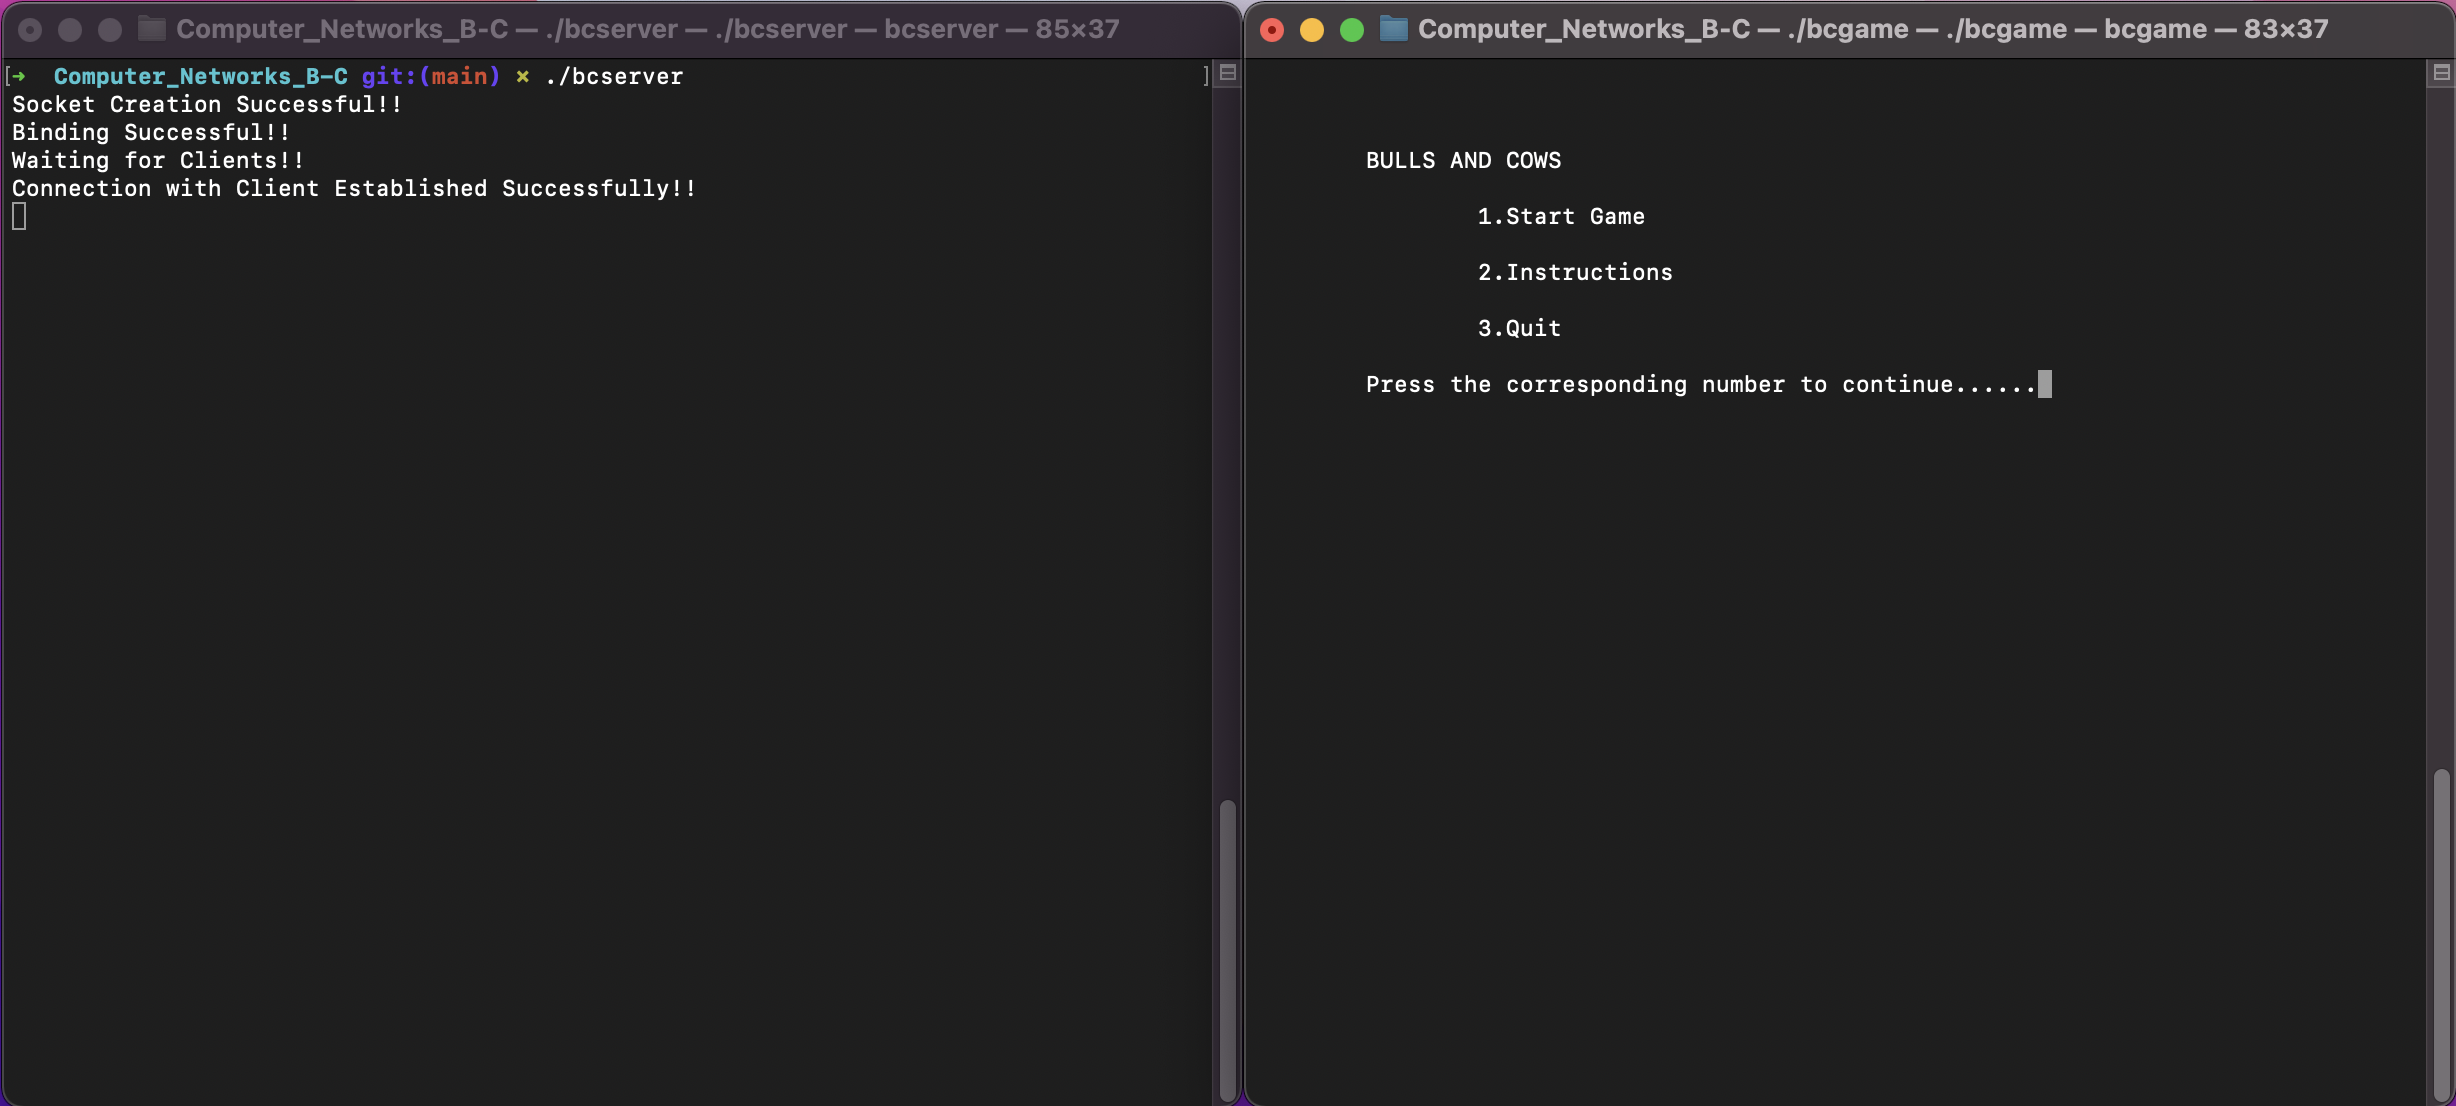 Computer_Networks_B-C — ./bcserver — ./bcserver — bcserver — 85×37
[➜  Computer_Networks_B-C git:(main) ✗ ./bcserver ]
Socket Creation Successful!!
Binding Successful!!
Waiting for Clients!!
Connection with Client Established Successfully!!
Computer_Networks_B-C — ./bcgame — ./bcgame — bcgame — 83×37
BULLS AND COWS
1.Start Game
2.Instructions
3.Quit
Press the corresponding number to continue......